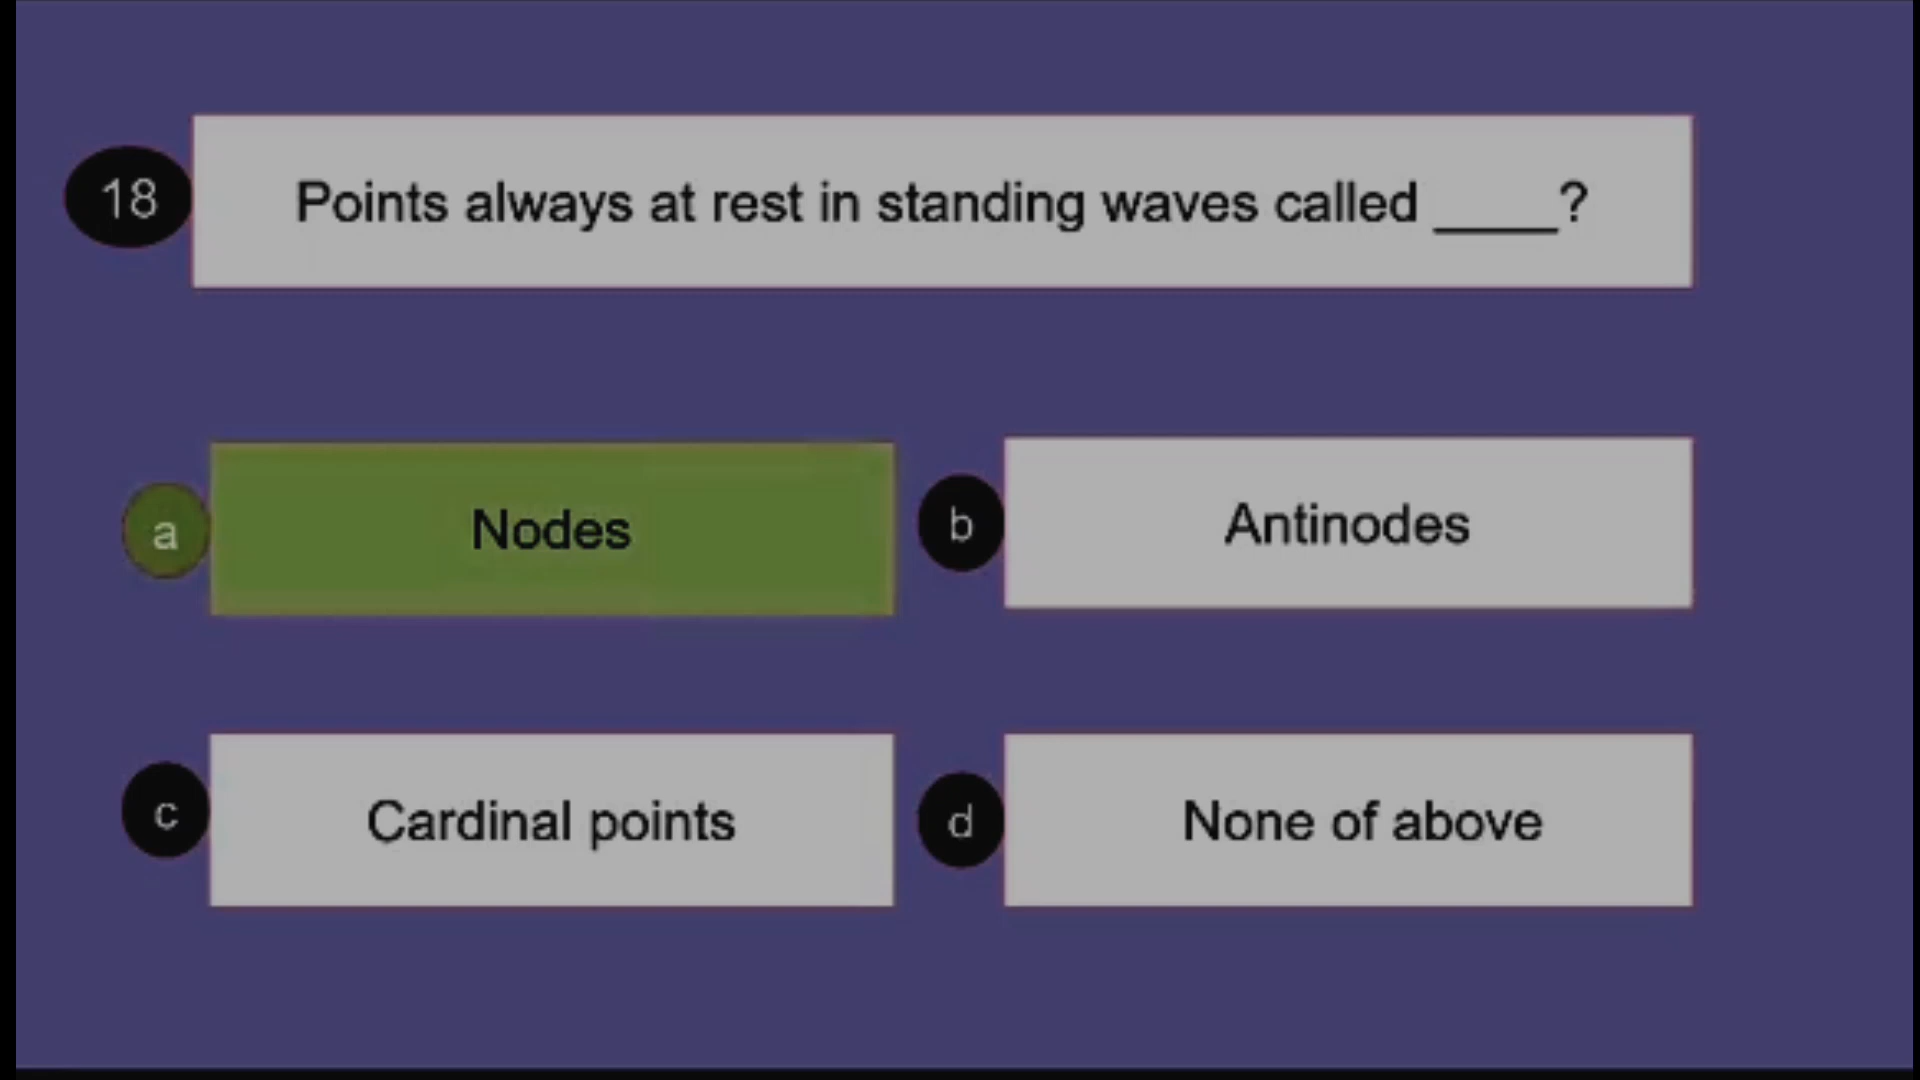 18
Points always at rest in standing waves called ____?
a
Nodes
b
Antinodes
c
Cardinal points
d
None of above